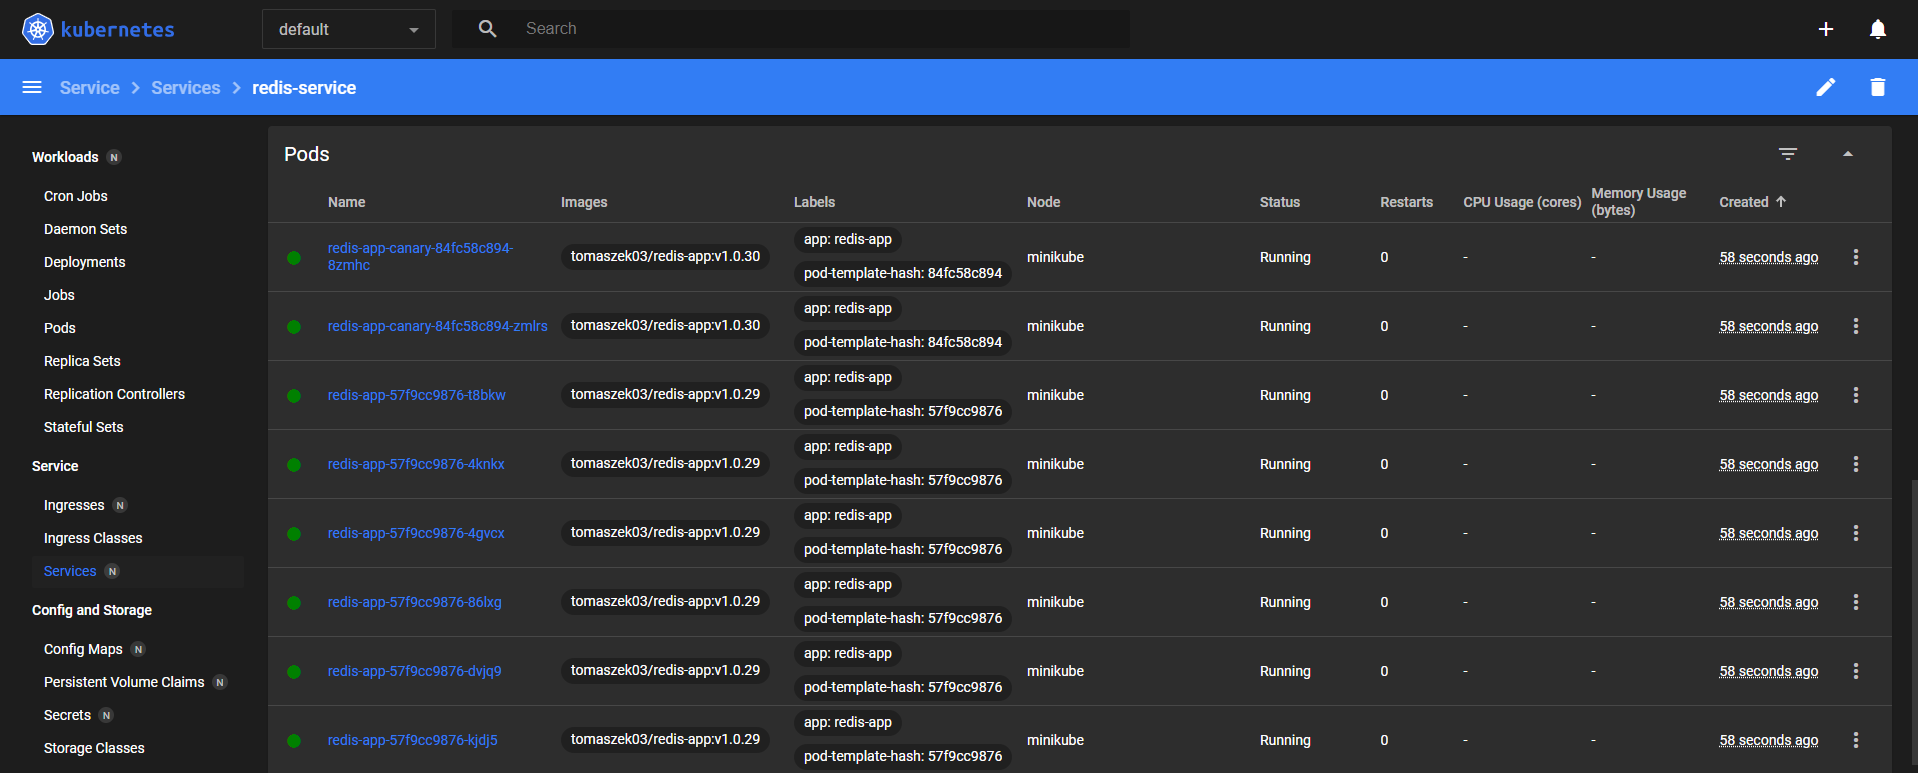 kubernetes
default
Search
Service
Services
redis-service
Workloads N
Cron Jobs
Daemon Sets
Deployments
Jobs
Pods
Replica Sets
Replication Controllers
Stateful Sets
Service
Ingresses N
Ingress Classes
Services N
Config and Storage
Config Maps N
Persistent Volume Claims N
Secrets N
Storage Classes
Pods
Name Images Labels Node Status Restarts CPU Usage (cores) Memory Usage
(bytes) Created
redis-app-canary-84fc58c894-
8zmhc
tomaszek03/redis-app:v1.0.30
app: redis-app
pod-template-hash: 84fc58c894
minikube Running 0 - - 58 seconds ago
redis-app-canary-84fc58c894-zmlrs
tomaszek03/redis-app:v1.0.30
app: redis-app
pod-template-hash: 84fc58c894
minikube Running 0 - - 58 seconds ago
redis-app-57f9cc9876-t8bkw
tomaszek03/redis-app:v1.0.29
app: redis-app
pod-template-hash: 57f9cc9876
minikube Running 0 - - 58 seconds ago
redis-app-57f9cc9876-4knkx
tomaszek03/redis-app:v1.0.29
app: redis-app
pod-template-hash: 57f9cc9876
minikube Running 0 - - 58 seconds ago
redis-app-57f9cc9876-4gvcx
tomaszek03/redis-app:v1.0.29
app: redis-app
pod-template-hash: 57f9cc9876
minikube Running 0 - - 58 seconds ago
redis-app-57f9cc9876-86lxg
tomaszek03/redis-app:v1.0.29
app: redis-app
pod-template-hash: 57f9cc9876
minikube Running 0 - - 58 seconds ago
redis-app-57f9cc9876-dvjq9
tomaszek03/redis-app:v1.0.29
app: redis-app
pod-template-hash: 57f9cc9876
minikube Running 0 - - 58 seconds ago
redis-app-57f9cc9876-kjdj5
tomaszek03/redis-app:v1.0.29
app: redis-app
pod-template-hash: 57f9cc9876
minikube Running 0 - - 58 seconds ago